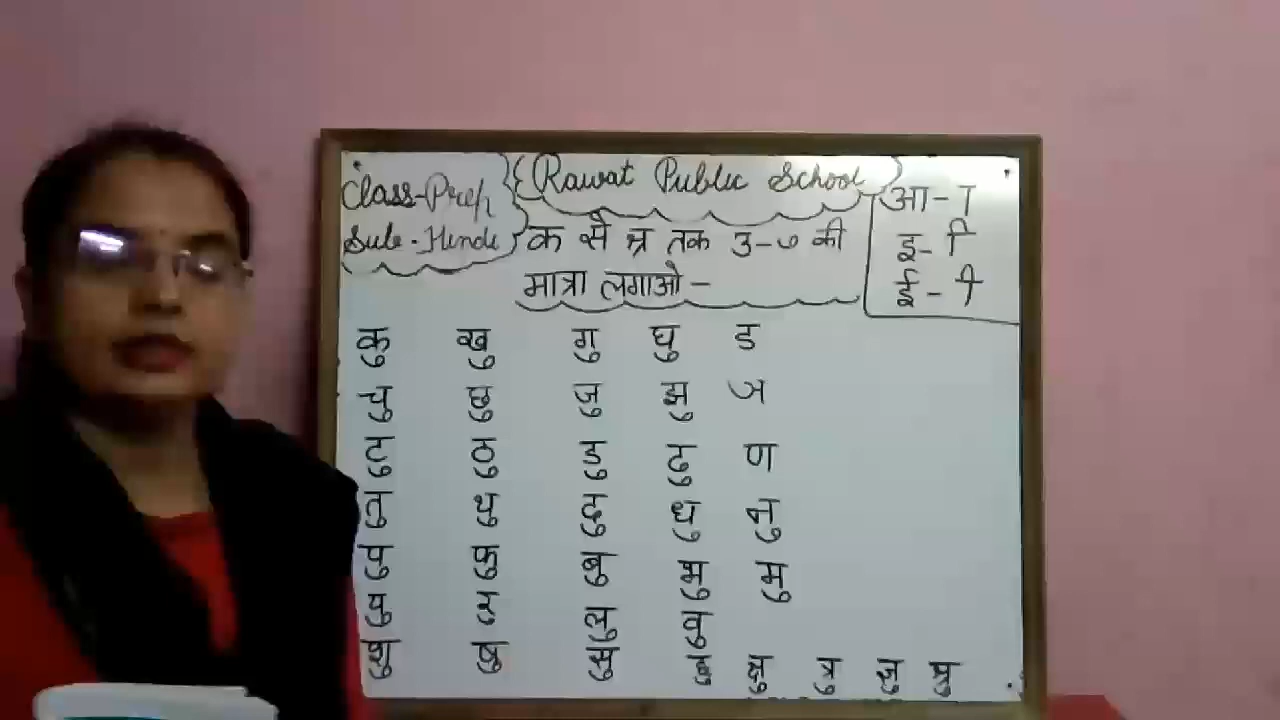 Class-Prep
Sub-Hindi
Rawat Public School
क से ज्ञ तक उ-ु की
मात्रा लगाओ -
आ-ा
इ-ि
ई-ी
कु खु गु घु ड
चु छु जु झु ञ
टु ठु डु ढु ण
तु थु दु धु नु
पु फु बु भु मु
यु रु लु वु
शु षु सु हु क्षु त्रु ज्ञु श्रु